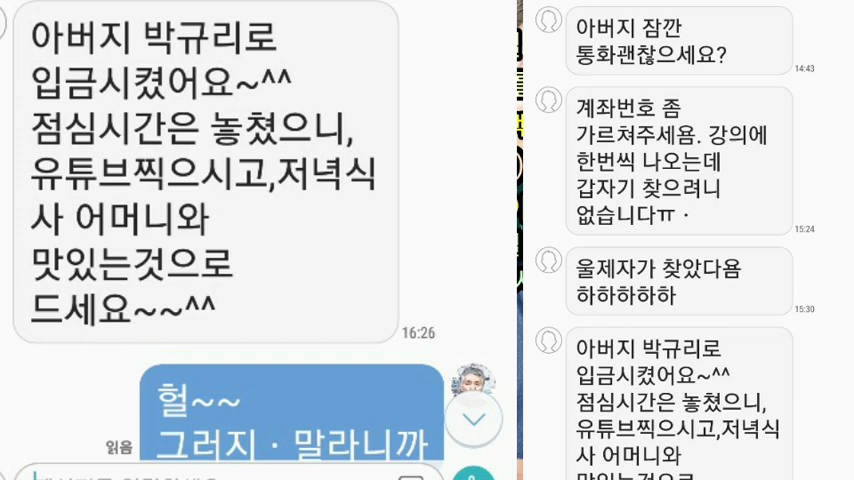 아버지 박규리로
입금시켰어요~^^
점심시간은 놓쳤으니,
유튜브찍으시고,저녁식
사 어머니와
맛있는것으로
드세요~~^^
16:26
헐~~
그러지 · 말라니까
읽음
아버지 잠깐
통화괜찮으세요?
14:43
계좌번호 좀
가르쳐주세욤. 강의에
한번씩 나오는데
갑자기 찾으려니
없습니다ㅠ ·
15:24
울제자가 찾았다욤
하하하하하
15:30
아버지 박규리로
입금시켰어요~^^
점심시간은 놓쳤으니,
유튜브찍으시고,저녁식
사 어머니와
맛있는것으로